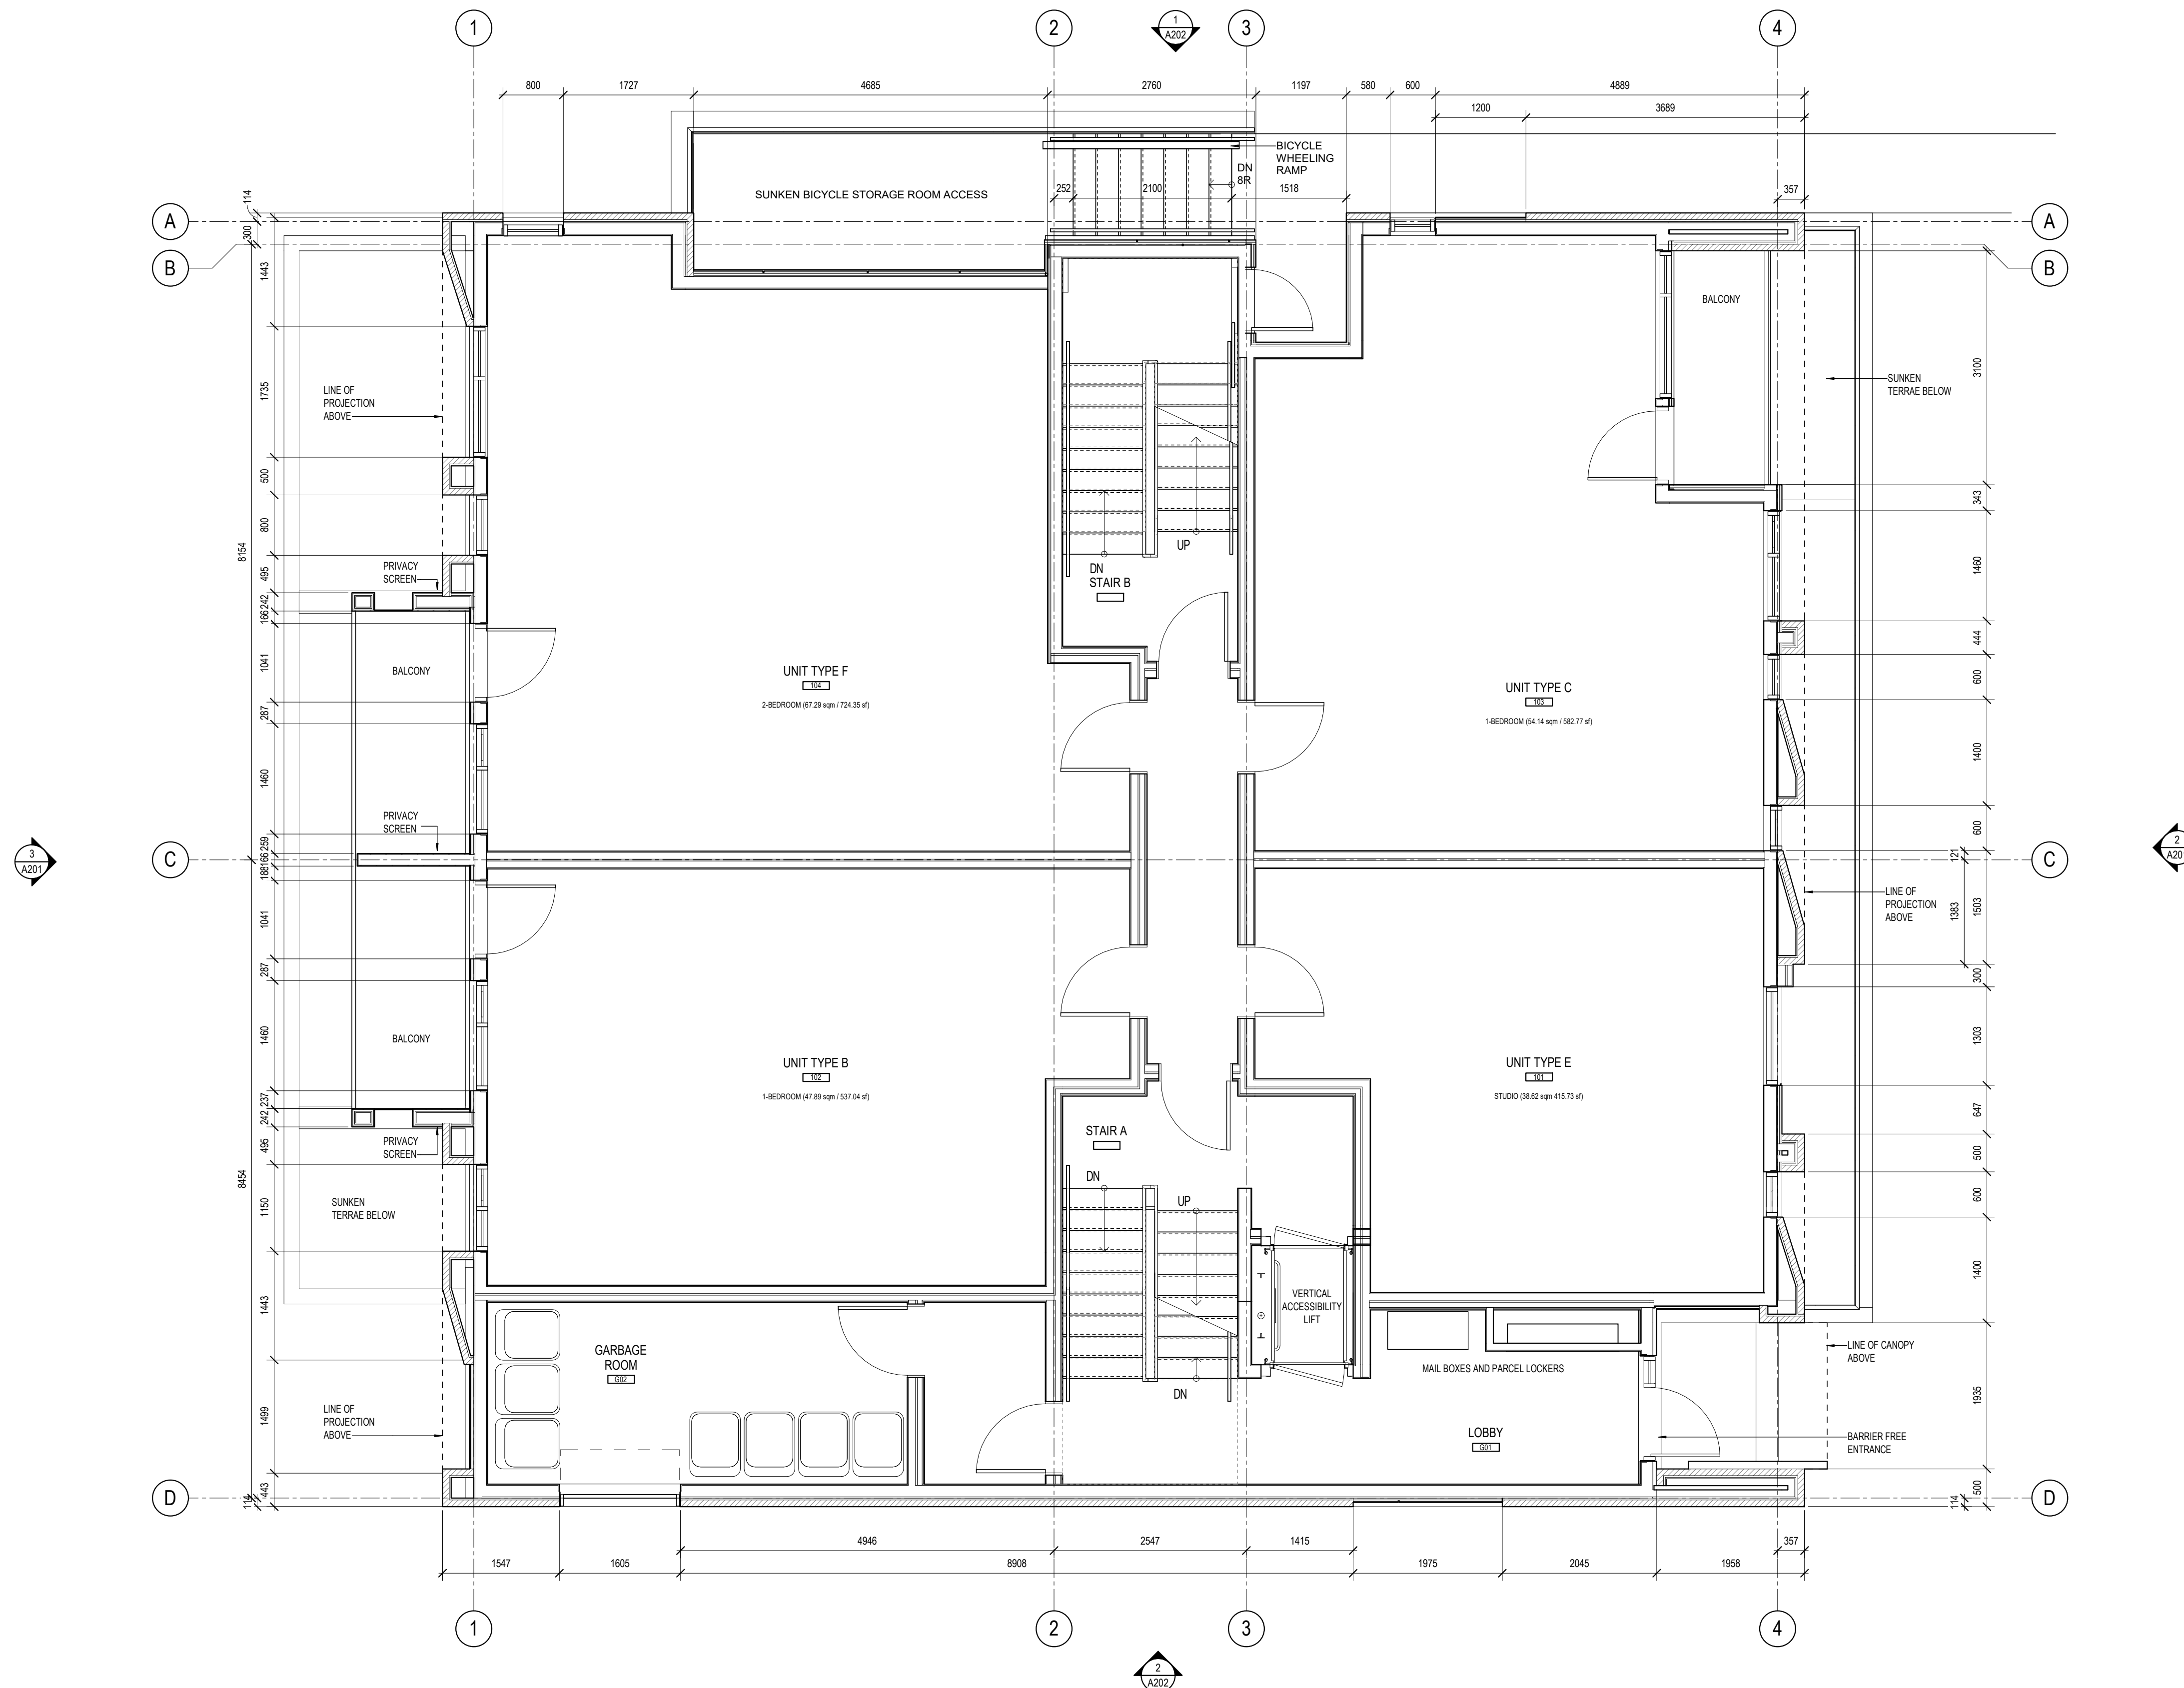 1
2
3
4
1
A202
800
1727
4685
2760
1197
580
600
4889
1200
3689
BICYCLE
WHEELING
RAMP
DN
8R
252
2100
1518
357
SUNKEN BICYCLE STORAGE ROOM ACCESS
A
A
B
B
114
300
1443
1735
500
800
495
242
166
1041
287
1460
259
166
188
1041
287
1460
237
242
495
1150
1443
1499
443
114
8154
8454
LINE OF
PROJECTION
ABOVE
PRIVACY
SCREEN
BALCONY
PRIVACY
SCREEN
BALCONY
PRIVACY
SCREEN
SUNKEN
TERRAE BELOW
LINE OF
PROJECTION
ABOVE
3
A201
C
C
2
A20
UNIT TYPE F
104
2-BEDROOM (67.29 sqm / 724.35 sf)
UP
DN
STAIR B
UNIT TYPE C
103
1-BEDROOM (54.14 sqm / 582.77 sf)
BALCONY
SUNKEN
TERRAE BELOW
UNIT TYPE B
102
1-BEDROOM (47.89 sqm / 537.04 sf)
UNIT TYPE E
101
STUDIO (38.62 sqm 415.73 sf)
STAIR A
DN
UP
DN
VERTICAL
ACCESSIBILITY
LIFT
GARBAGE
ROOM
G02
MAIL BOXES AND PARCEL LOCKERS
LOBBY
G01
LINE OF
PROJECTION
ABOVE
LINE OF CANOPY
ABOVE
BARRIER FREE
ENTRANCE
3100
343
1460
444
600
1400
600
121
1383
1503
300
1303
647
500
600
1400
1935
500
114
D
D
4946
2547
1415
357
1547
1605
8908
1975
2045
1958
1
2
3
4
2
A202